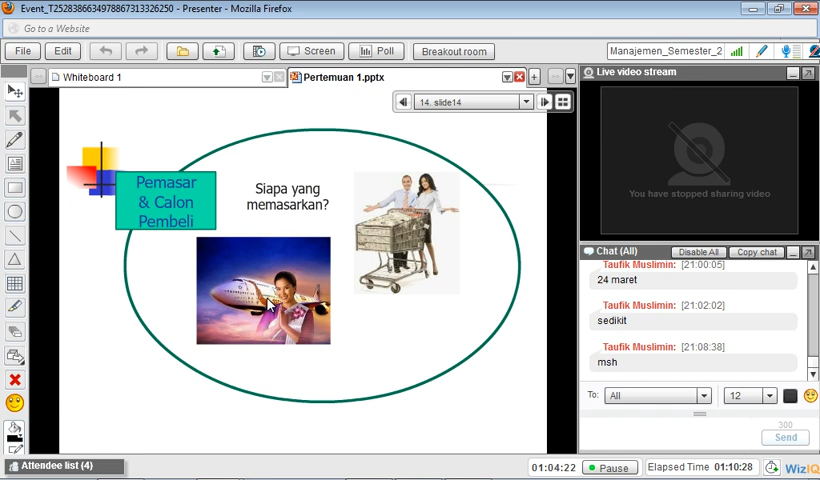 Event_T25283866349788673​13326250 - Presenter - Mozilla Firefox
Go to a Website
File
Edit
Screen
Poll
Breakout room
Manajemen_Semester_2
Whiteboard 1
Pertemuan 1.pptx
14. slide14
Pemasar
& Calon
Pembeli
Siapa yang
memasarkan?
Live video stream
You have stopped sharing video
Chat (All)
Disable All
Copy chat
Taufik Muslimin: [21:00:05]
24 maret
Taufik Muslimin: [21:02:02]
sedikit
Taufik Muslimin: [21:08:38]
msh
To:
All
12
300
Send
Attendee list (4)
01:04:22
Pause
Elapsed Time
01:10:28
WizIQ